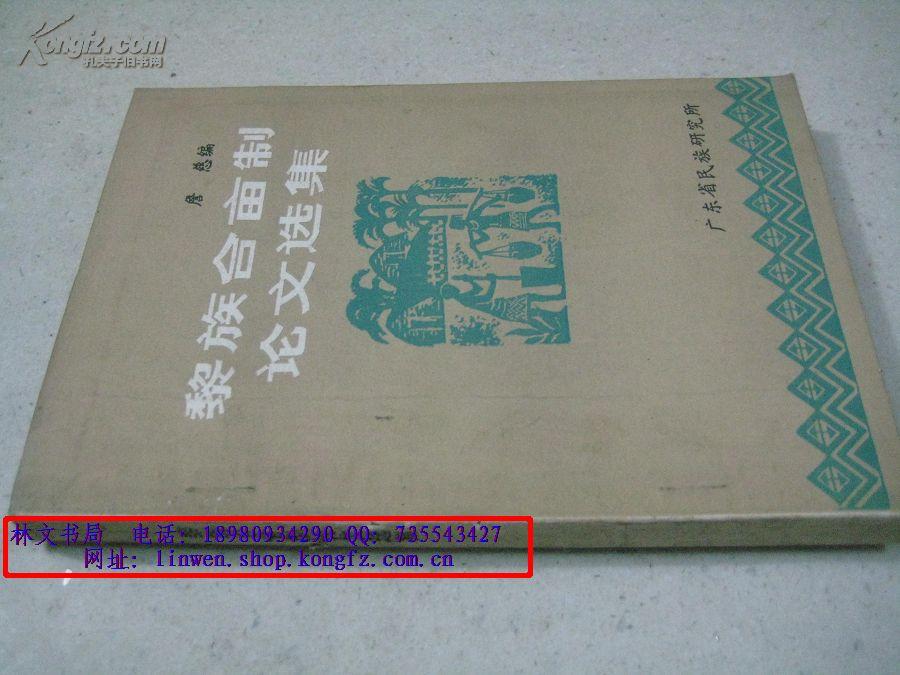 Kongfz.com
孔夫子旧书网
詹慈编
黎族合亩制
论文选集
广东省民族研究所
林文书局 电话：18980934290 QQ：735543427
网址：linwen.shop.kongfz.com.cn